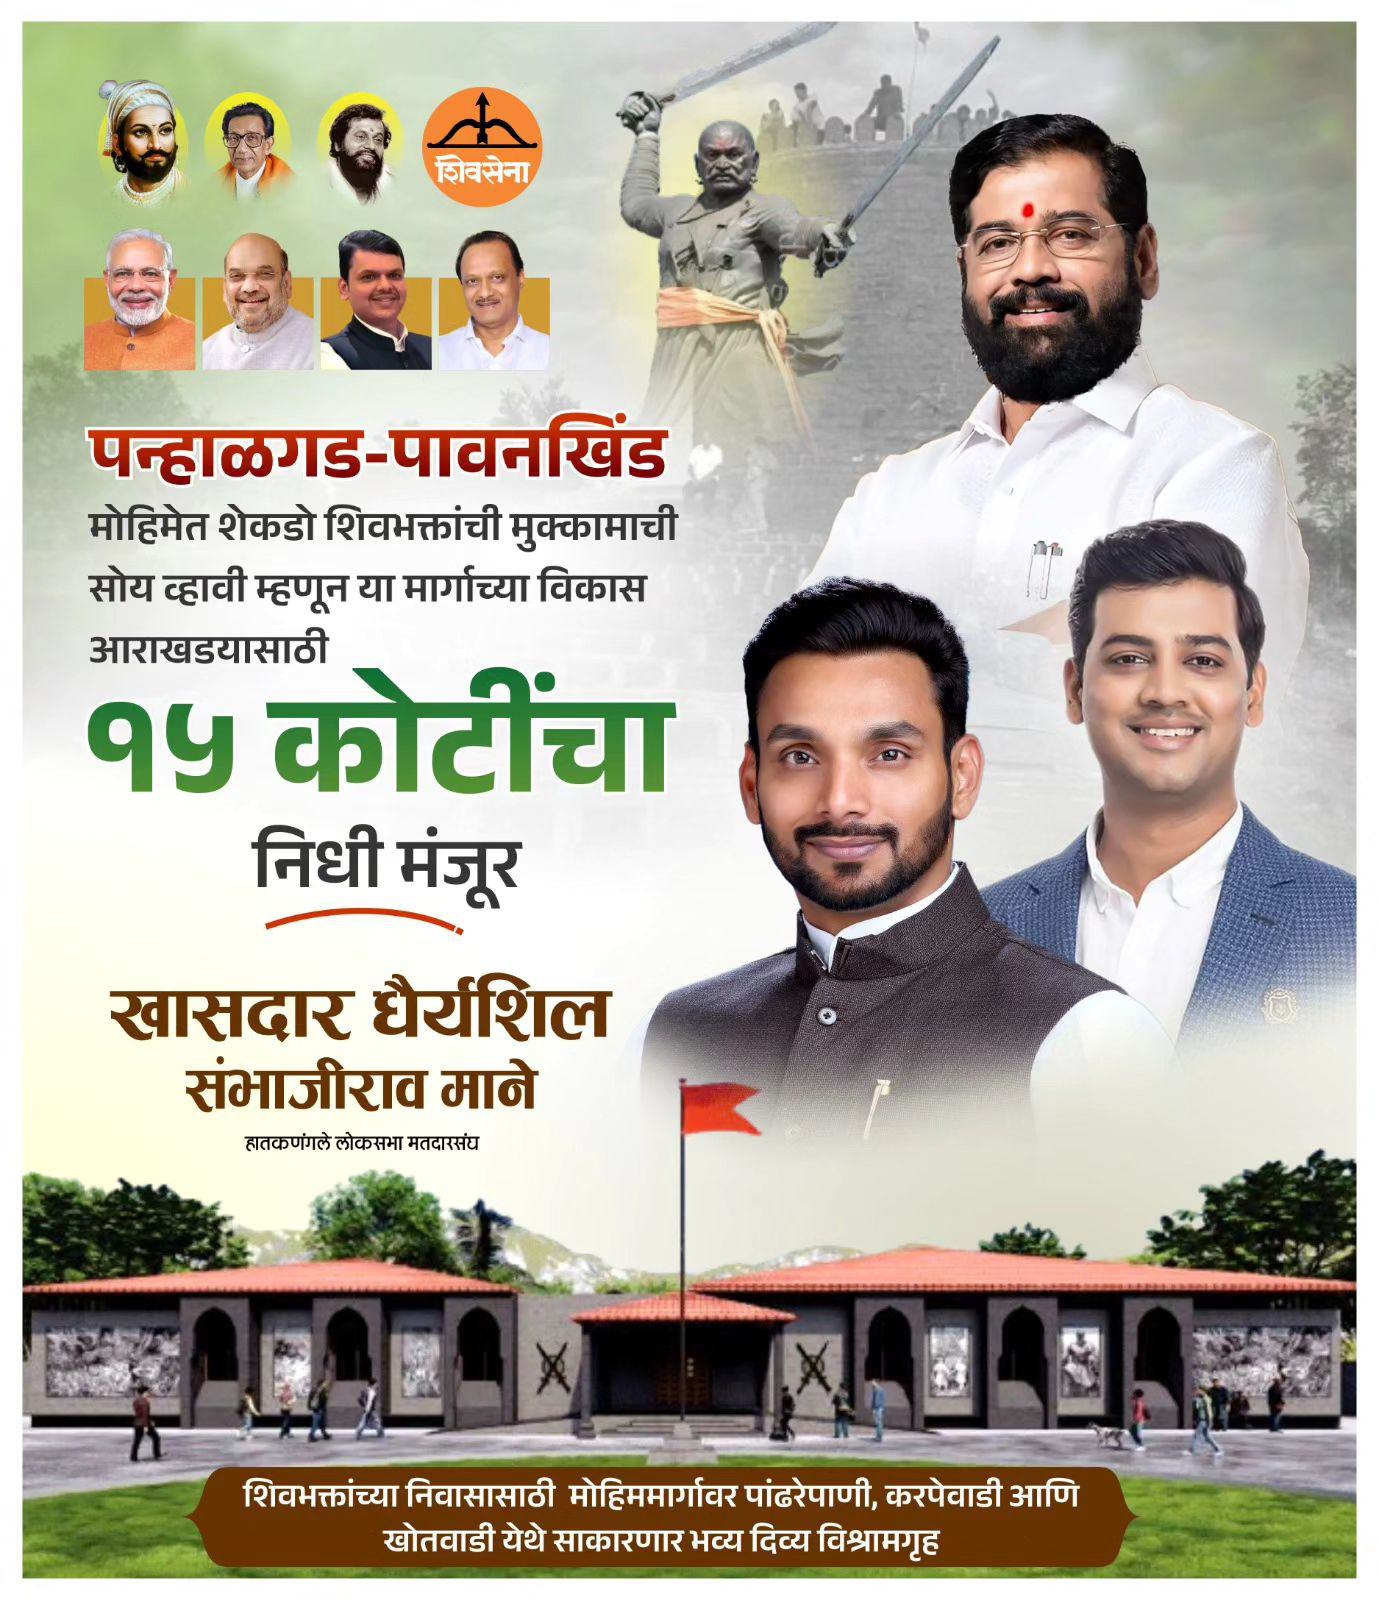 शिवसेना
पन्हाळगड-पावनखिंड
मोहिमेत शेकडो शिवभक्तांची मुक्कामाची
सोय व्हावी म्हणून या मार्गाच्या विकास
आराखडयासाठी
१५ कोटींचा
निधी मंजूर
खासदार धैर्यशिल
संभाजीराव माने
हातकणंगले लोकसभा मतदारसंघ
शिवभक्तांच्या निवासासाठी मोहिममार्गावर पांढरेपाणी, करपेवाडी आणि
खोतवाडी येथे साकारणार भव्य दिव्य विश्रामगृह